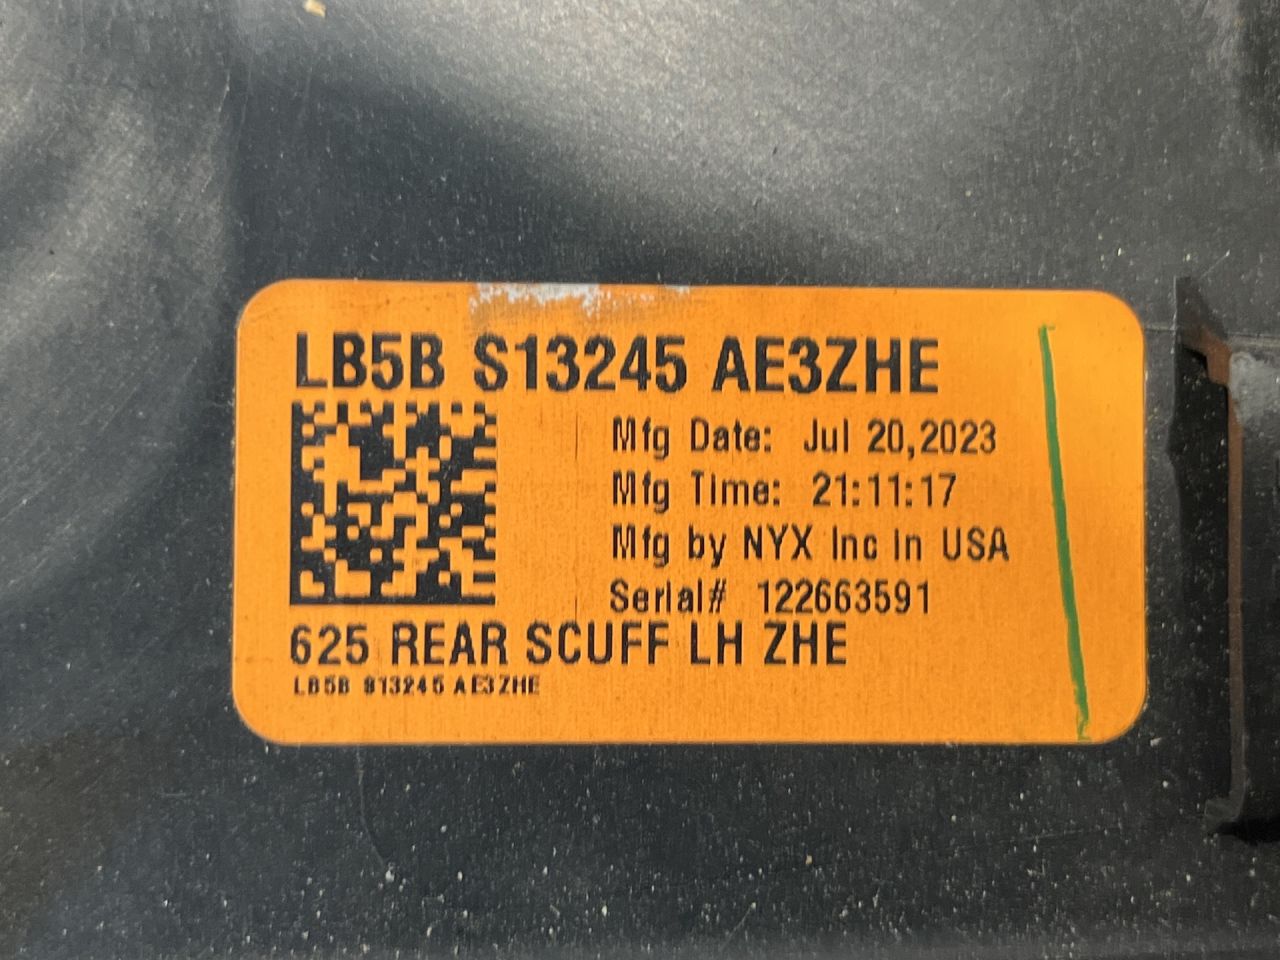 LB5B S13245 AE3ZHE
Mfg Date: Jul 20,2023
Mfg Time: 21:11:17
Mfg by NYX Inc in USA
Serial# 122663591
625 REAR SCUFF LH ZHE
LB5B S13245 AE3ZHE